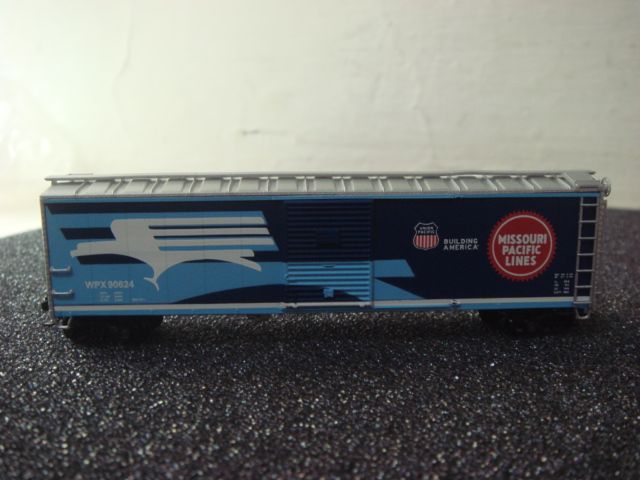 WPX 90624
UNION
PACIFIC
BUILDING
AMERICA
MISSOURI
PACIFIC
LINES